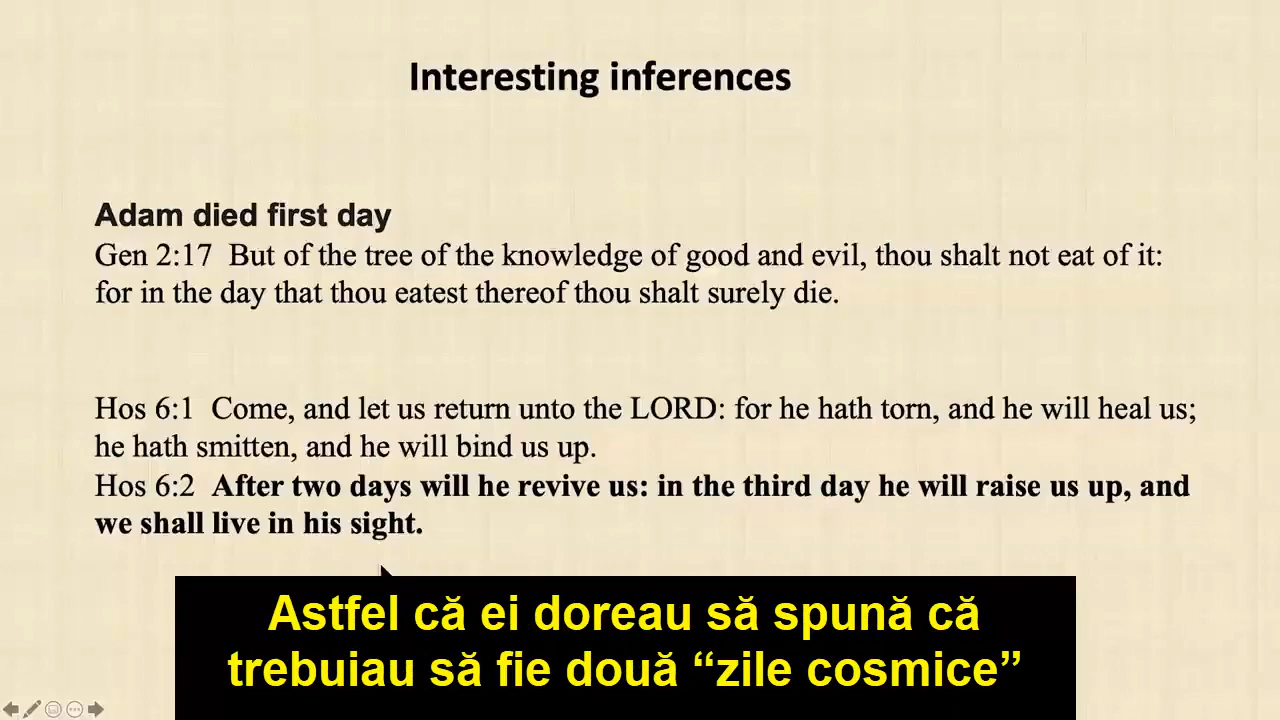 Interesting inferences
Adam died first day
Gen 2:17 But of the tree of the knowledge of good and evil, thou shalt not eat of it:
for in the day that thou eatest thereof thou shalt surely die.
Hos 6:1 Come, and let us return unto the LORD: for he hath torn, and he will heal us;
he hath smitten, and he will bind us up.
Hos 6:2 After two days will he revive us: in the third day he will raise us up, and
we shall live in his sight.
Astfel că ei doreau să spună că
trebuiau să fie două “zile cosmice”